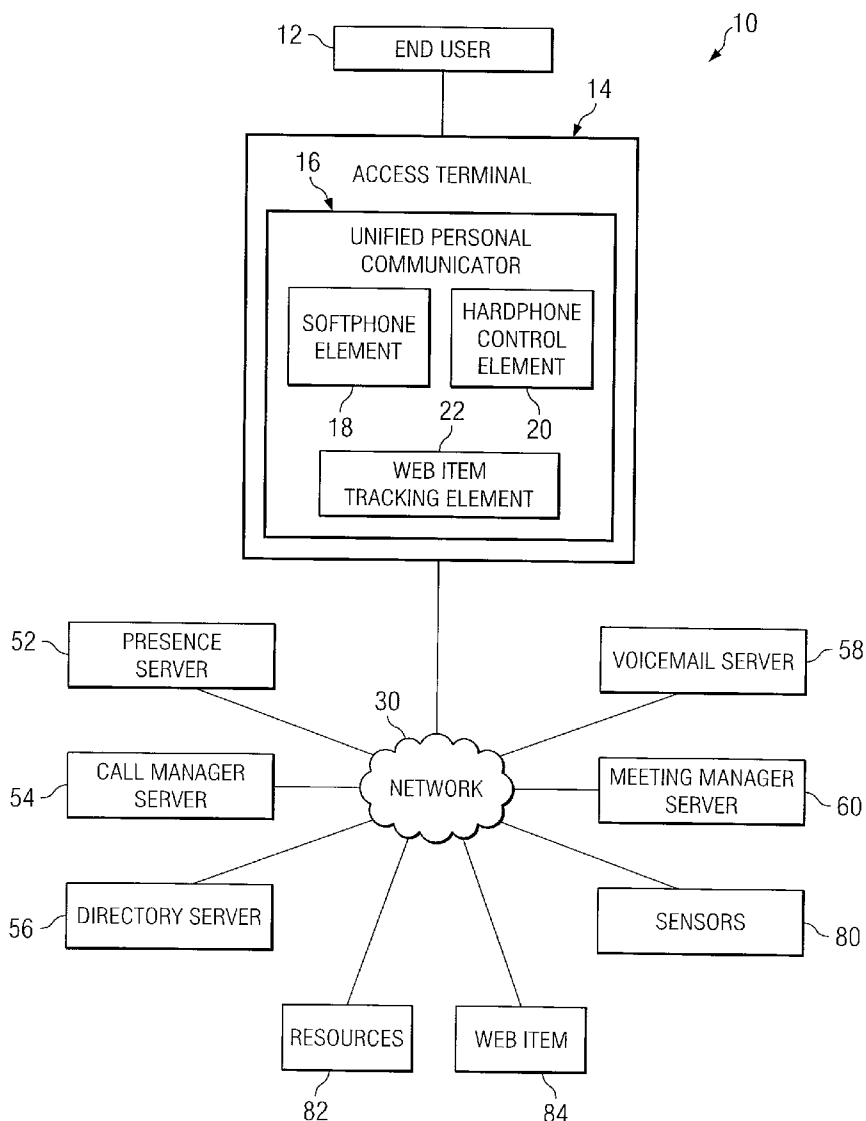 10
12
END USER
14
ACCESS TERMINAL
16
UNIFIED PERSONAL
COMMUNICATOR
SOFTPHONE
ELEMENT
HARDPHONE
CONTROL
ELEMENT
18
22
20
WEB ITEM
TRACKING ELEMENT
52
PRESENCE
SERVER
VOICEMAIL SERVER
58
30
NETWORK
54
CALL MANAGER
SERVER
MEETING MANAGER
SERVER
60
56
DIRECTORY SERVER
SENSORS
80
RESOURCES
WEB ITEM
82
84